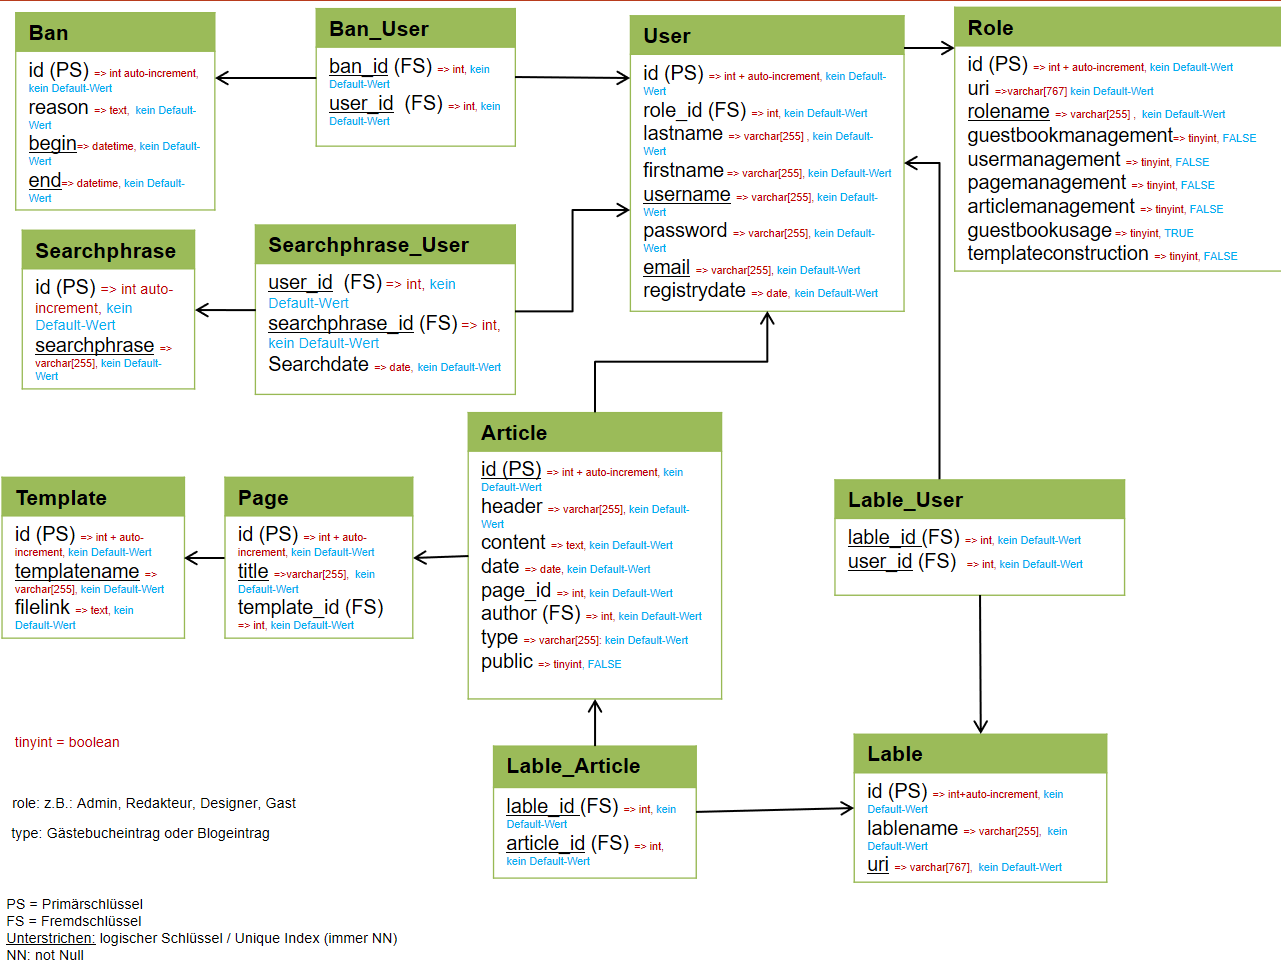 Ban
id (PS) => int auto-increment,
kein Default-Wert
reason => text, kein Default-
Wert
begin=> datetime, kein Default-
Wert
end=> datetime, kein Default-
Wert
Ban_User
ban_id (FS) => int, kein
Default-Wert
user_id (FS) => int, kein
Default-Wert
User
id (PS) => int + auto-increment, kein Default-
Wert
role_id (FS) => int, kein Default-Wert
lastname => varchar[255] , kein Default-
Wert
firstname => varchar[255], kein Default-Wert
username => varchar[255], kein Default-
Wert
password => varchar[255], kein Default-
Wert
email => varchar[255], kein Default-Wert
registrydate => date, kein Default-Wert
Role
id (PS) => int + auto-increment, kein Default-Wert
uri =>varchar[767] kein Default-Wert
rolename => varchar[255] , kein Default-Wert
guestbookmanagement=> tinyint, FALSE
usermanagement => tinyint, FALSE
pagemanagement => tinyint, FALSE
articlemanagement => tinyint, FALSE
guestbookusage => tinyint, TRUE
templateconstruction => tinyint, FALSE
Searchphrase
id (PS) => int auto-
increment, kein
Default-Wert
searchphrase =>
varchar[255], kein Default-
Wert
Searchphrase_User
user_id (FS) => int, kein
Default-Wert
searchphrase_id (FS) => int,
kein Default-Wert
Searchdate => date, kein Default-Wert
Article
id (PS) => int + auto-increment, kein
Default-Wert
header => varchar[255], kein Default-
Wert
content => text, kein Default-Wert
date => date, kein Default-Wert
page_id => int, kein Default-Wert
author (FS) => int, kein Default-Wert
type => varchar[255]: kein Default-Wert
public => tinyint, FALSE
Template
id (PS) => int + auto-
increment, kein Default-Wert
templatename =>
varchar[255], kein Default-Wert
filelink => text, kein
Default-Wert
Page
id (PS) => int + auto-
increment, kein Default-Wert
title =>varchar[255], kein
Default-Wert
template_id (FS)
=> int, kein Default-Wert
Lable_User
lable_id (FS) => int, kein Default-Wert
user_id (FS) => int, kein Default-Wert
Lable_Article
lable_id (FS) => int, kein
Default-Wert
article_id (FS) => int,
kein Default-Wert
Lable
id (PS) => int+auto-increment, kein
Default-Wert
lablename => varchar[255], kein
Default-Wert
uri => varchar[767], kein Default-Wert
tinyint = boolean
role: z.B.: Admin, Redakteur, Designer, Gast
type: Gästebucheintrag oder Blogeintrag
PS = Primärschlüssel
FS = Fremdschlüssel
Unterstrichen: logischer Schlüssel / Unique Index (immer NN)
NN: not Null